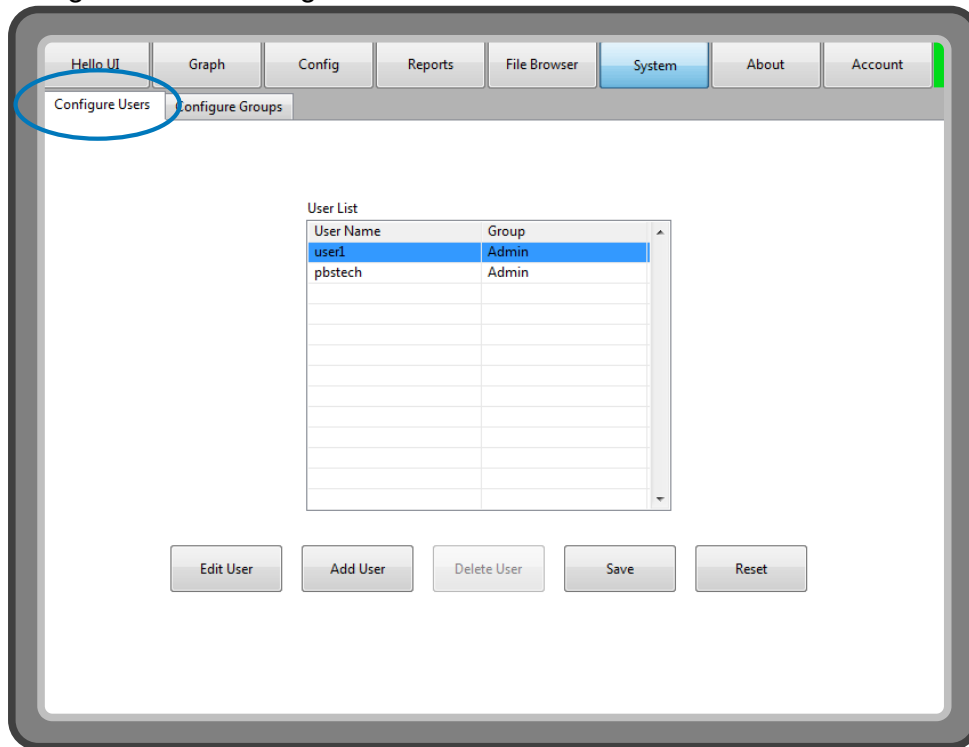 Hello UI Graph Config Reports File Browser System About Account
Configure Users Configure Groups
User List
User Name Group
user1 Admin
pbstech Admin
Edit User Add User Delete User Save Reset